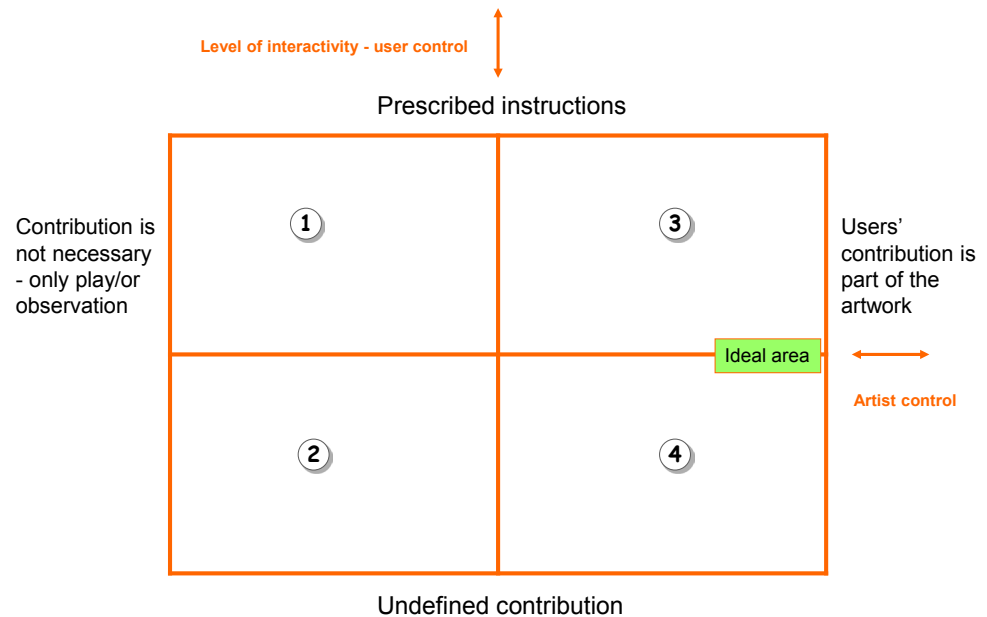 Level of interactivity - user control
Prescribed instructions
Contribution is
not necessary
- only play/or
observation
1
3
Users’
contribution is
part of the
artwork
Ideal area
Artist control
2
4
Undefined contribution